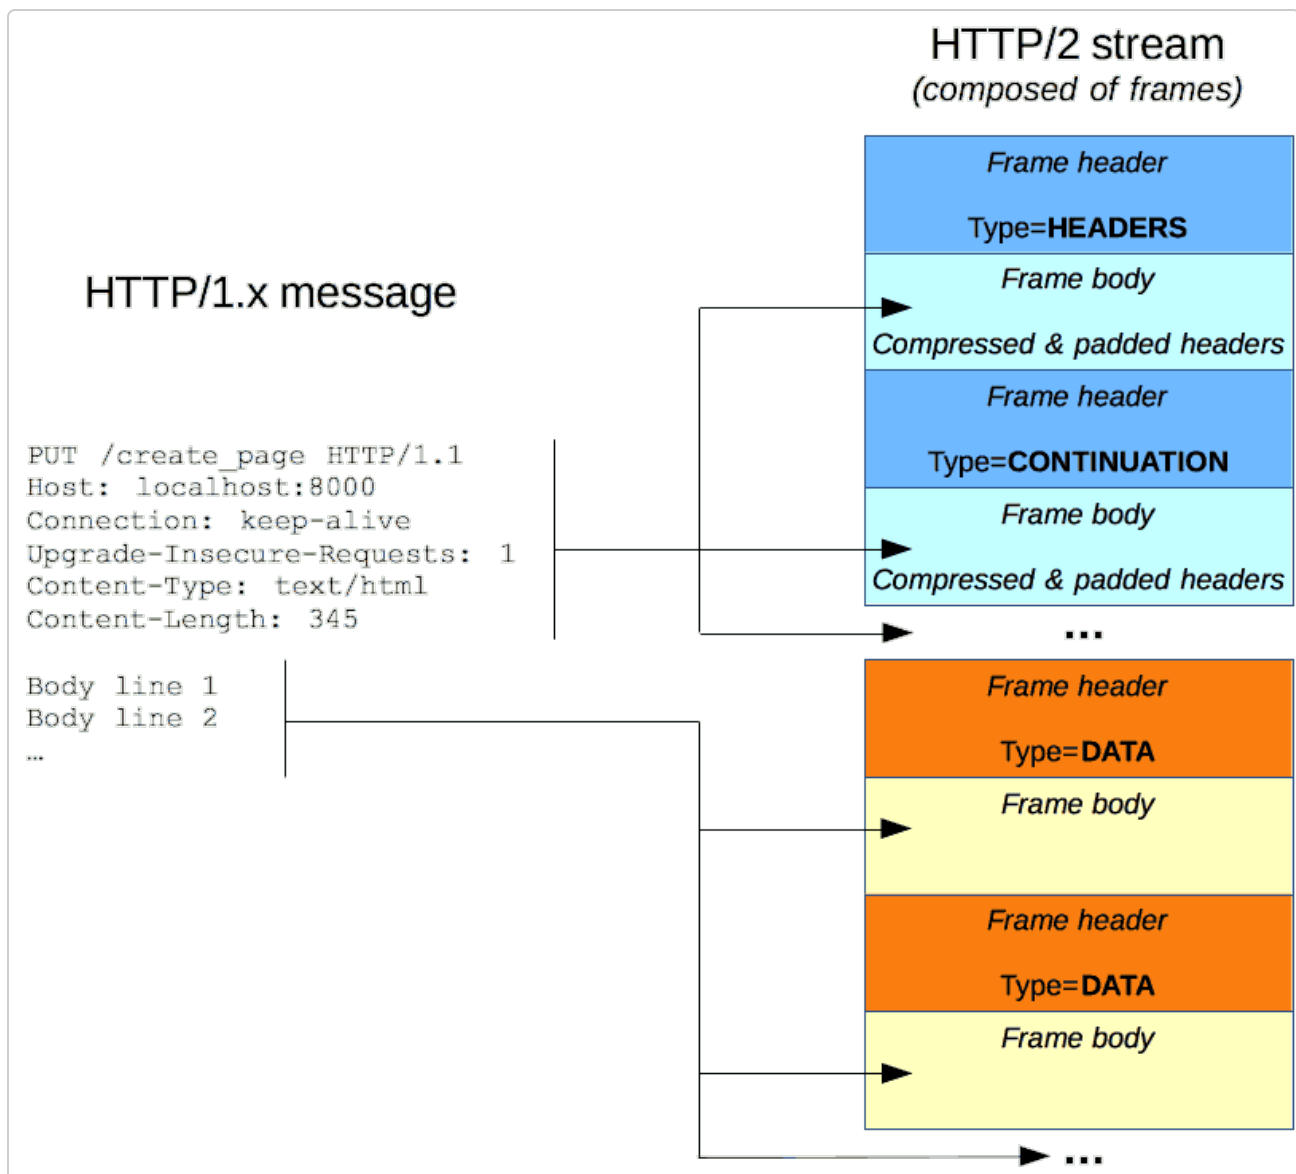 HTTP/2 stream
(composed of frames)
HTTP/1.x message
PUT /create_page HTTP/1.1
Host: localhost:8000
Connection: keep-alive
Upgrade-Insecure-Requests: 1
Content-Type: text/html
Content-Length: 345
Body line 1
Body line 2
…
Frame header
Type=HEADERS
Frame body
Compressed & padded headers
Frame header
Type=CONTINUATION
Frame body
Compressed & padded headers
...
Frame header
Type=DATA
Frame body
Frame header
Type=DATA
Frame body
...